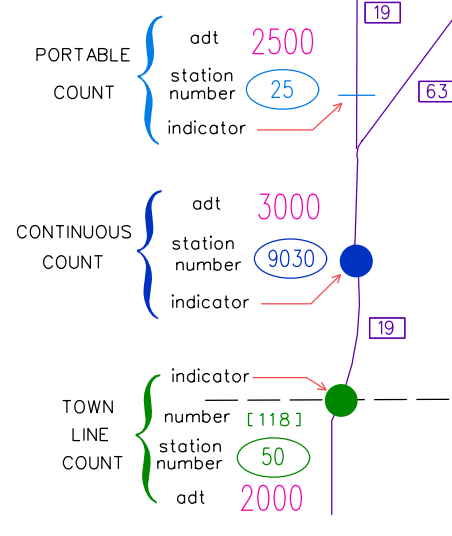 19
adt 2500
PORTABLE
COUNT
station
number 25
63
indicator
adt 3000
CONTINUOUS
COUNT
station
number 9030
indicator
19
indicator
TOWN
LINE
COUNT
number [118]
station
number 50
adt 2000